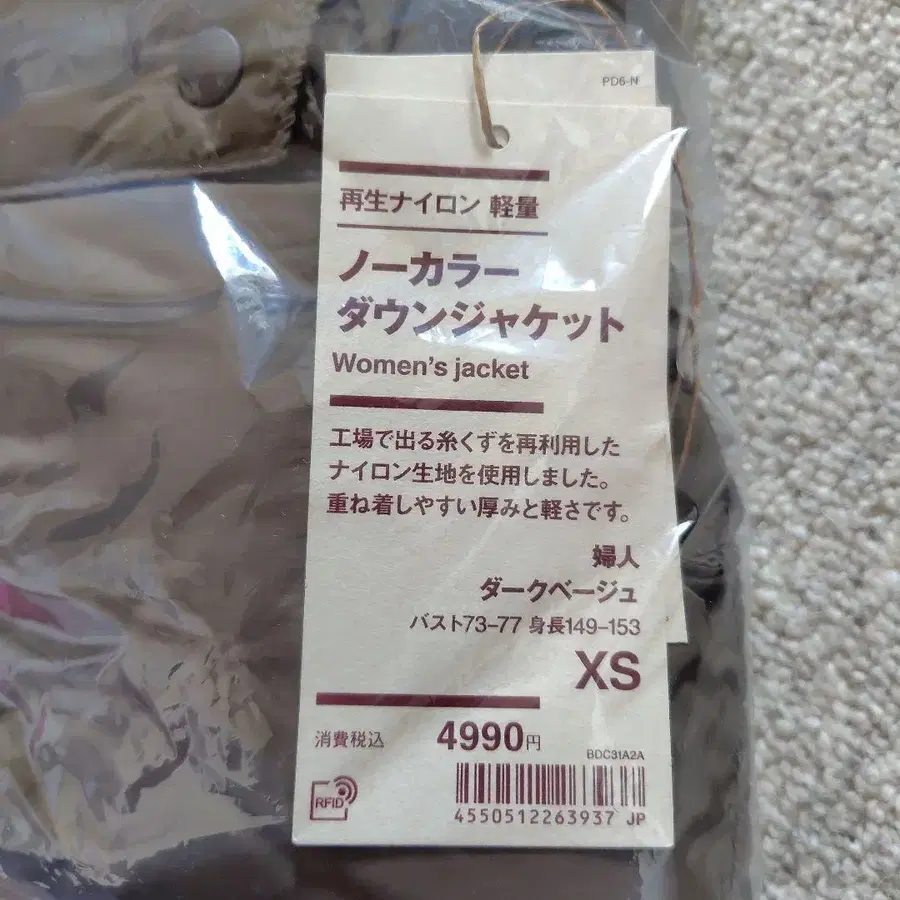 PD6-N
再生ナイロン 軽量
ノーカラー
ダウンジャケット
Women's jacket
工場で出る糸くずを再利用した
ナイロン生地を使用しました。
重ね着しやすい厚みと軽さです。
婦人
ダークベージュ
バスト73-77 身長149-153
XS
消費税込 4990円
BDC31A2A
RFID
4550512263937 JP